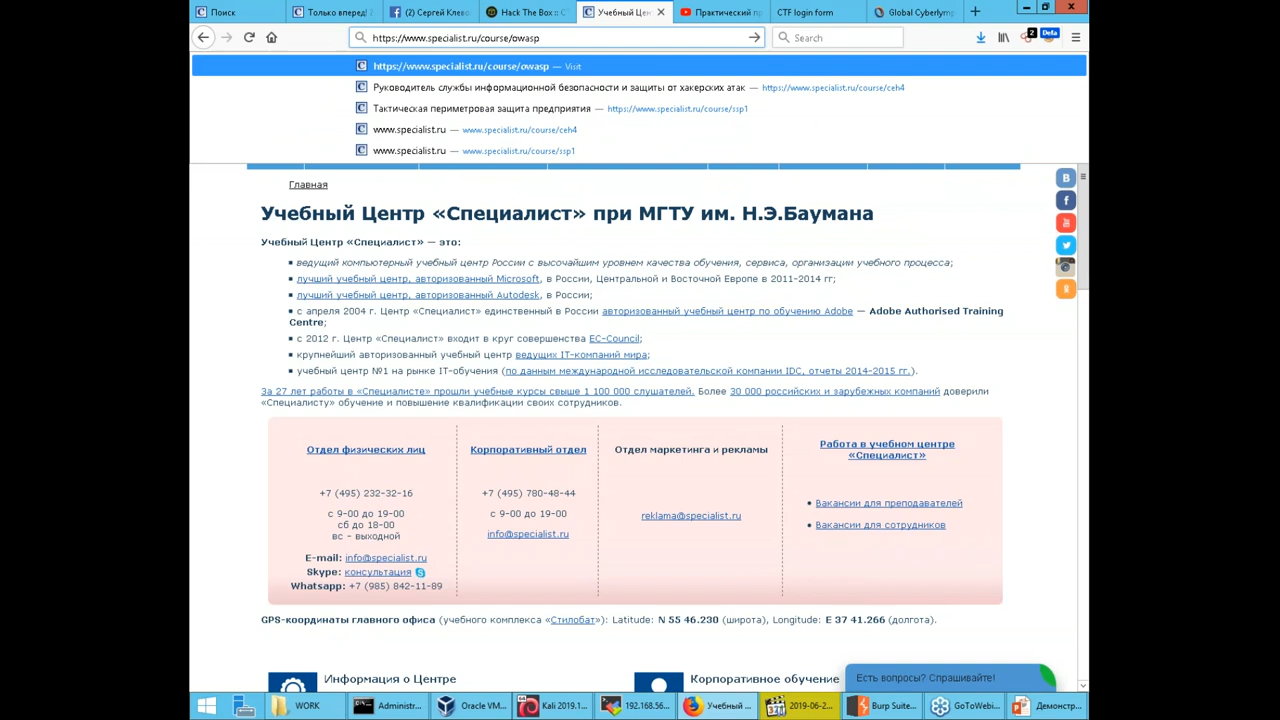 Поиск
Только вперед! 2
(2) Сергей Клев
Hack The Box :: C
Учебный Цен
Практический п
CTF login form
Global Cyberlymp
https://www.specialist.ru/course/owasp
Search
2
Defa
https://www.specialist.ru/course/owasp — Visit
Руководитель службы информационной безопасности и защиты от хакерских атак — https://www.specialist.ru/course/ceh4
Тактическая периметровая защита предприятия — https://www.specialist.ru/course/ssp1
www.specialist.ru — www.specialist.ru/course/ceh4
www.specialist.ru — www.specialist.ru/course/ssp1
Главная
Учебный Центр «Специалист» при МГТУ им. Н.Э.Баумана
Учебный Центр «Специалист» — это:
ведущий компьютерный учебный центр России с высочайшим уровнем качества обучения, сервиса, организации учебного процесса;
лучший учебный центр, авторизованный Microsoft, в России, Центральной и Восточной Европе в 2011-2014 гг;
лучший учебный центр, авторизованный Autodesk, в России;
с апреля 2004 г. Центр «Специалист» единственный в России авторизованный учебный центр по обучению Adobe — Adobe Authorised Training
Centre;
с 2012 г. Центр «Специалист» входит в круг совершенства EC-Council;
крупнейший авторизованный учебный центр ведущих IT-компаний мира;
учебный центр №1 на рынке IT-обучения (по данным международной исследовательской компании IDC, отчеты 2014-2015 гг.).
За 27 лет работы в «Специалисте» прошли учебные курсы свыше 1 100 000 слушателей. Более 30 000 российских и зарубежных компаний доверили
«Специалисту» обучение и повышение квалификации своих сотрудников.
Отдел физических лиц
+7 (495) 232-32-16
с 9-00 до 19-00
сб до 18-00
вс - выходной
E-mail: info@specialist.ru
Skype: консультация
Whatsapp: +7 (985) 842-11-89
Корпоративный отдел
+7 (495) 780-48-44
с 9-00 до 19-00
info@specialist.ru
Отдел маркетинга и рекламы
reklama@specialist.ru
Работа в учебном центре
«Специалист»
Вакансии для преподавателей
Вакансии для сотрудников
GPS-координаты главного офиса (учебного комплекса «Стилобат»): Latitude: N 55 46.230 (широта), Longitude: E 37 41.266 (долгота).
Информация о Центре
Корпоративное обучение
Есть вопросы? Спрашивайте!
WORK
Administr...
Oracle VM...
Kali 2019.1...
192.168.56...
Учебный ...
2019-06-2...
Burp Suite...
GoToWebi...
Демонстр...